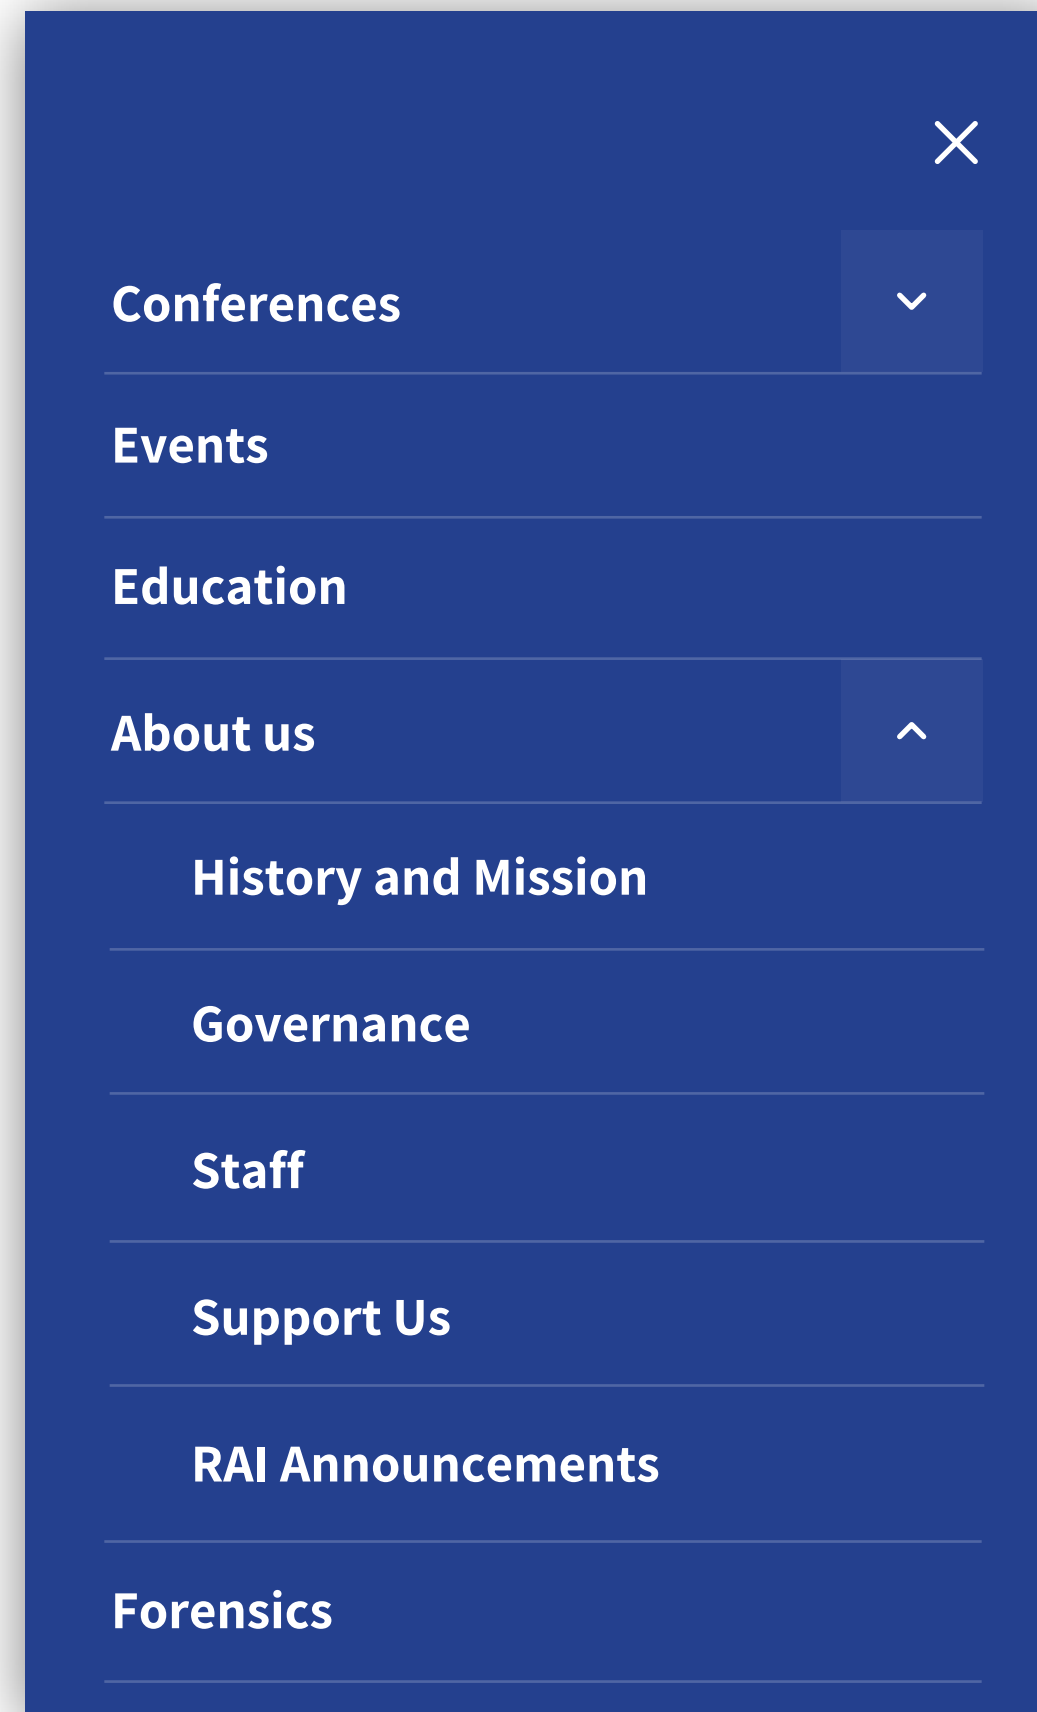 Conferences
Events
Education
About us
History and Mission
Governance
Staff
Support Us
RAI Announcements
Forensics